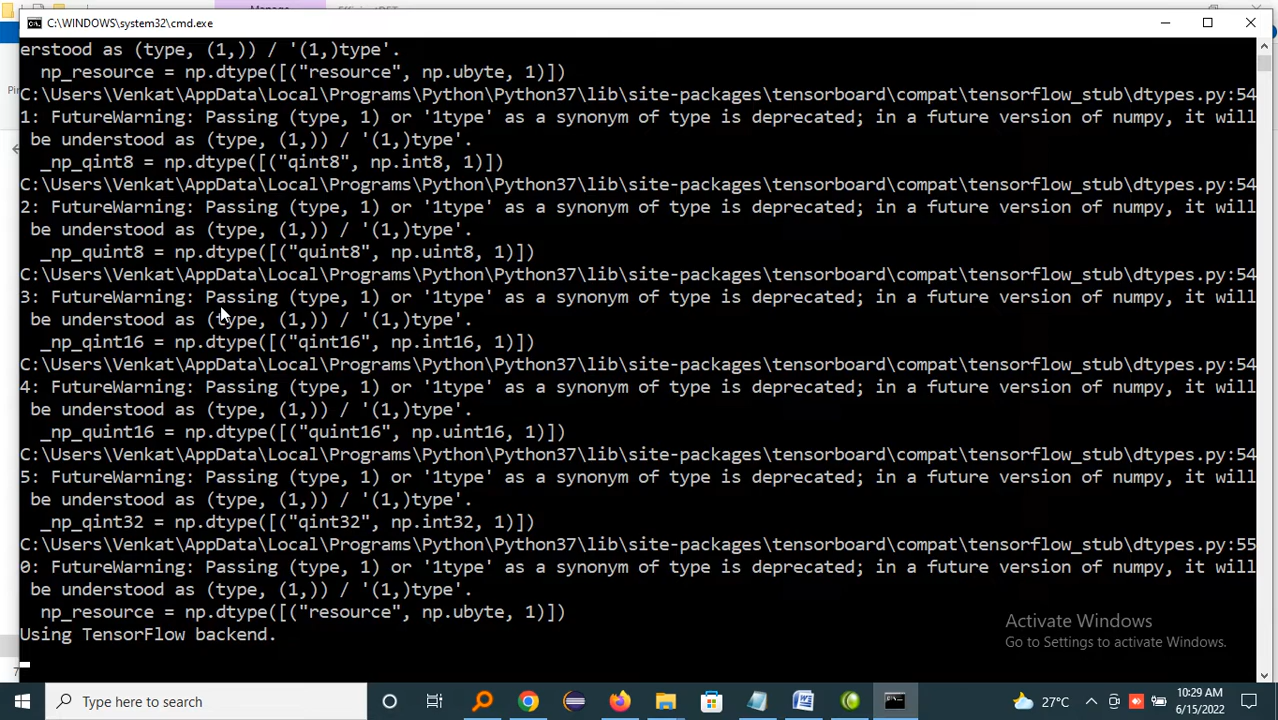 C:\WINDOWS\system32\cmd.exe
erstood as (type, (1,)) / '(1,)type'.
np_resource = np.dtype([("resource", np.ubyte, 1)])
C:\Users\Venkat\AppData\Local\Programs\Python\Python37\lib\site-packages\tensorboard\compat\tensorflow_stub\dtypes.py:54
1: FutureWarning: Passing (type, 1) or '1type' as a synonym of type is deprecated; in a future version of numpy, it will
be understood as (type, (1,)) / '(1,)type'.
_np_qint8 = np.dtype([("qint8", np.int8, 1)])
C:\Users\Venkat\AppData\Local\Programs\Python\Python37\lib\site-packages\tensorboard\compat\tensorflow_stub\dtypes.py:54
2: FutureWarning: Passing (type, 1) or '1type' as a synonym of type is deprecated; in a future version of numpy, it will
be understood as (type, (1,)) / '(1,)type'.
_np_quint8 = np.dtype([("quint8", np.uint8, 1)])
C:\Users\Venkat\AppData\Local\Programs\Python\Python37\lib\site-packages\tensorboard\compat\tensorflow_stub\dtypes.py:54
3: FutureWarning: Passing (type, 1) or '1type' as a synonym of type is deprecated; in a future version of numpy, it will
be understood as (type, (1,)) / '(1,)type'.
_np_qint16 = np.dtype([("qint16", np.int16, 1)])
C:\Users\Venkat\AppData\Local\Programs\Python\Python37\lib\site-packages\tensorboard\compat\tensorflow_stub\dtypes.py:54
4: FutureWarning: Passing (type, 1) or '1type' as a synonym of type is deprecated; in a future version of numpy, it will
be understood as (type, (1,)) / '(1,)type'.
_np_quint16 = np.dtype([("quint16", np.uint16, 1)])
C:\Users\Venkat\AppData\Local\Programs\Python\Python37\lib\site-packages\tensorboard\compat\tensorflow_stub\dtypes.py:54
5: FutureWarning: Passing (type, 1) or '1type' as a synonym of type is deprecated; in a future version of numpy, it will
be understood as (type, (1,)) / '(1,)type'.
_np_qint32 = np.dtype([("qint32", np.int32, 1)])
C:\Users\Venkat\AppData\Local\Programs\Python\Python37\lib\site-packages\tensorboard\compat\tensorflow_stub\dtypes.py:55
0: FutureWarning: Passing (type, 1) or '1type' as a synonym of type is deprecated; in a future version of numpy, it will
be understood as (type, (1,)) / '(1,)type'.
np_resource = np.dtype([("resource", np.ubyte, 1)])
Using TensorFlow backend.
Activate Windows
Go to Settings to activate Windows.
Type here to search
27°C
10:29 AM
6/15/2022